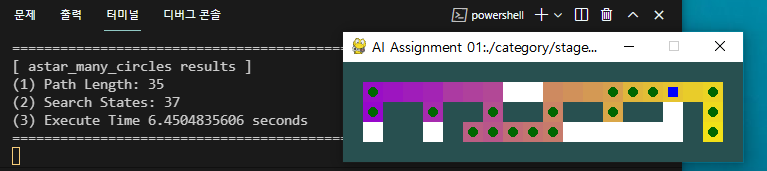 문제 출력 터미널 디버그 콘솔 powershell
AI Assignment 01:./category/stage...
[ astar_many_circles results ]
(1) Path Length: 35
(2) Search States: 37
(3) Execute Time 6.4504835606 seconds